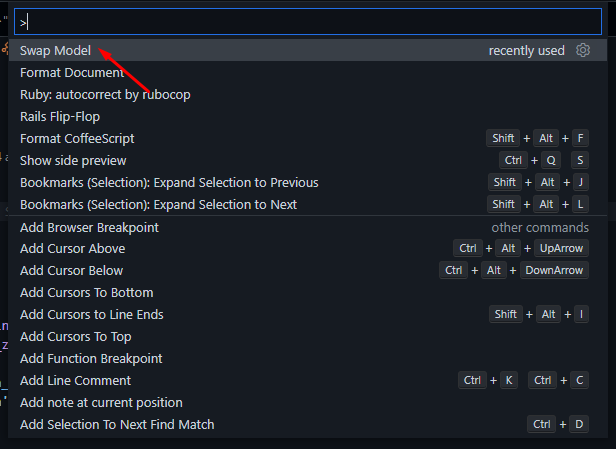 >
Swap Model recently used
Format Document
Ruby: autocorrect by rubocop
Rails Flip-Flop
Format CoffeeScript Shift + Alt + F
Show side preview Ctrl + Q S
Bookmarks (Selection): Expand Selection to Previous Shift + Alt + J
Bookmarks (Selection): Expand Selection to Next Shift + Alt + L
Add Browser Breakpoint other commands
Add Cursor Above Ctrl + Alt + UpArrow
Add Cursor Below Ctrl + Alt + DownArrow
Add Cursors To Bottom
Add Cursors to Line Ends Shift + Alt + I
Add Cursors To Top
Add Function Breakpoint
Add Line Comment Ctrl + K Ctrl + C
Add note at current position
Add Selection To Next Find Match Ctrl + D